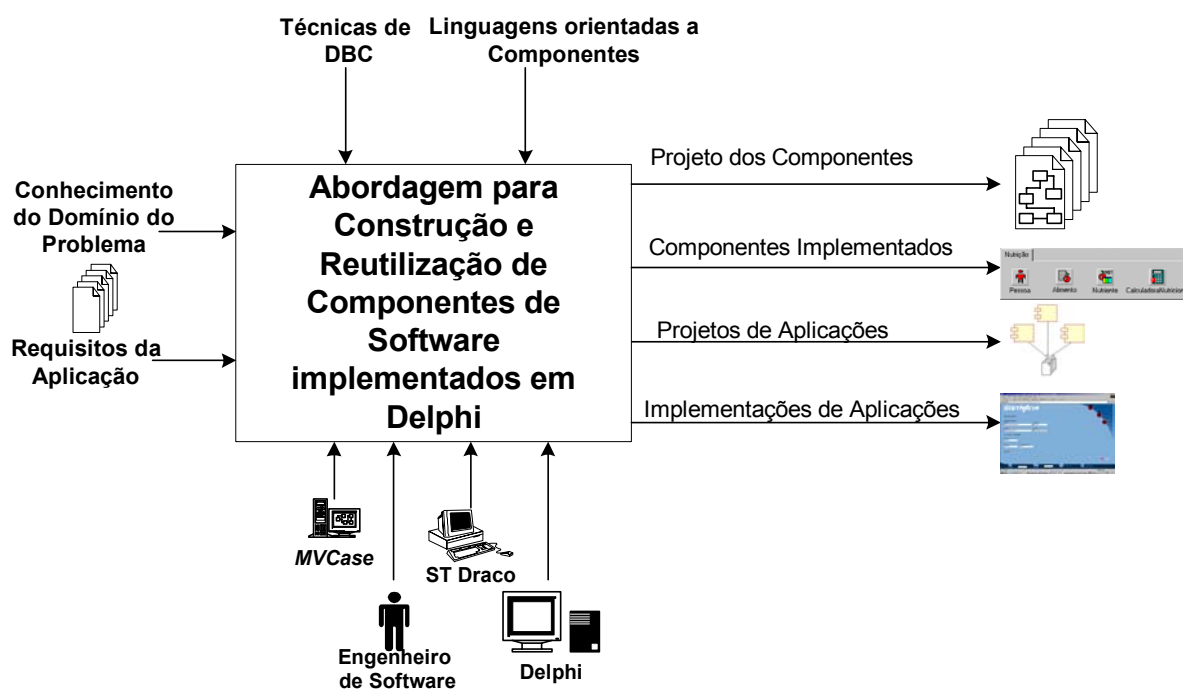 Técnicas de
DBC
Linguagens orientadas a
Componentes
Conhecimento
do Domínio do
Problema
Requisitos da
Aplicação
Abordagem para
Construção e
Reutilização de
Componentes de
Software
implementados em
Delphi
Projeto dos Componentes
Componentes Implementados
Nutrição
Pessoa
Alimento
Nutriente
Projetos de Aplicações
Implementações de Aplicações
MVCase
Engenheiro
de Software
ST Draco
Delphi